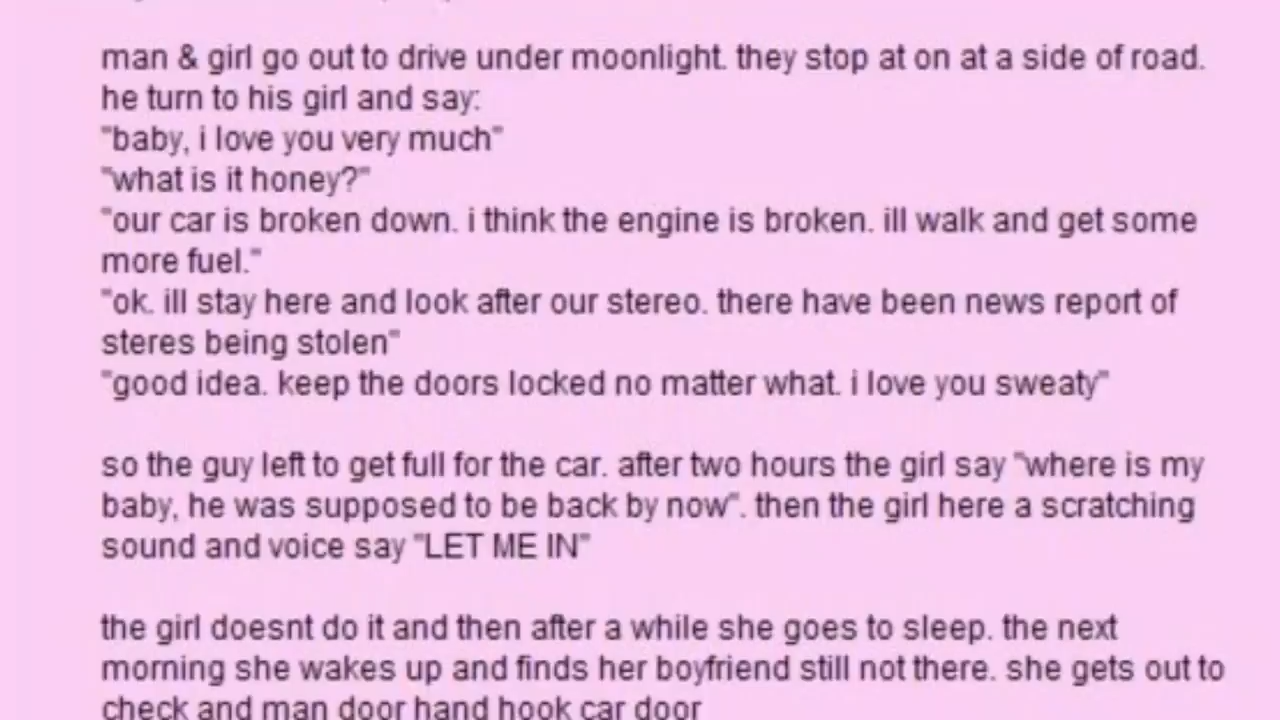 man & girl go out to drive under moonlight. they stop at on at a side of road.
he turn to his girl and say:
"baby, i love you very much"
"what is it honey?"
"our car is broken down. i think the engine is broken. ill walk and get some
more fuel."
"ok. ill stay here and look after our stereo. there have been news report of
steres being stolen"
"good idea. keep the doors locked no matter what. i love you sweaty"
so the guy left to get full for the car. after two hours the girl say "where is my
baby, he was supposed to be back by now". then the girl here a scratching
sound and voice say "LET ME IN"
the girl doesnt do it and then after a while she goes to sleep. the next
morning she wakes up and finds her boyfriend still not there. she gets out to
check and man door hand hook car door